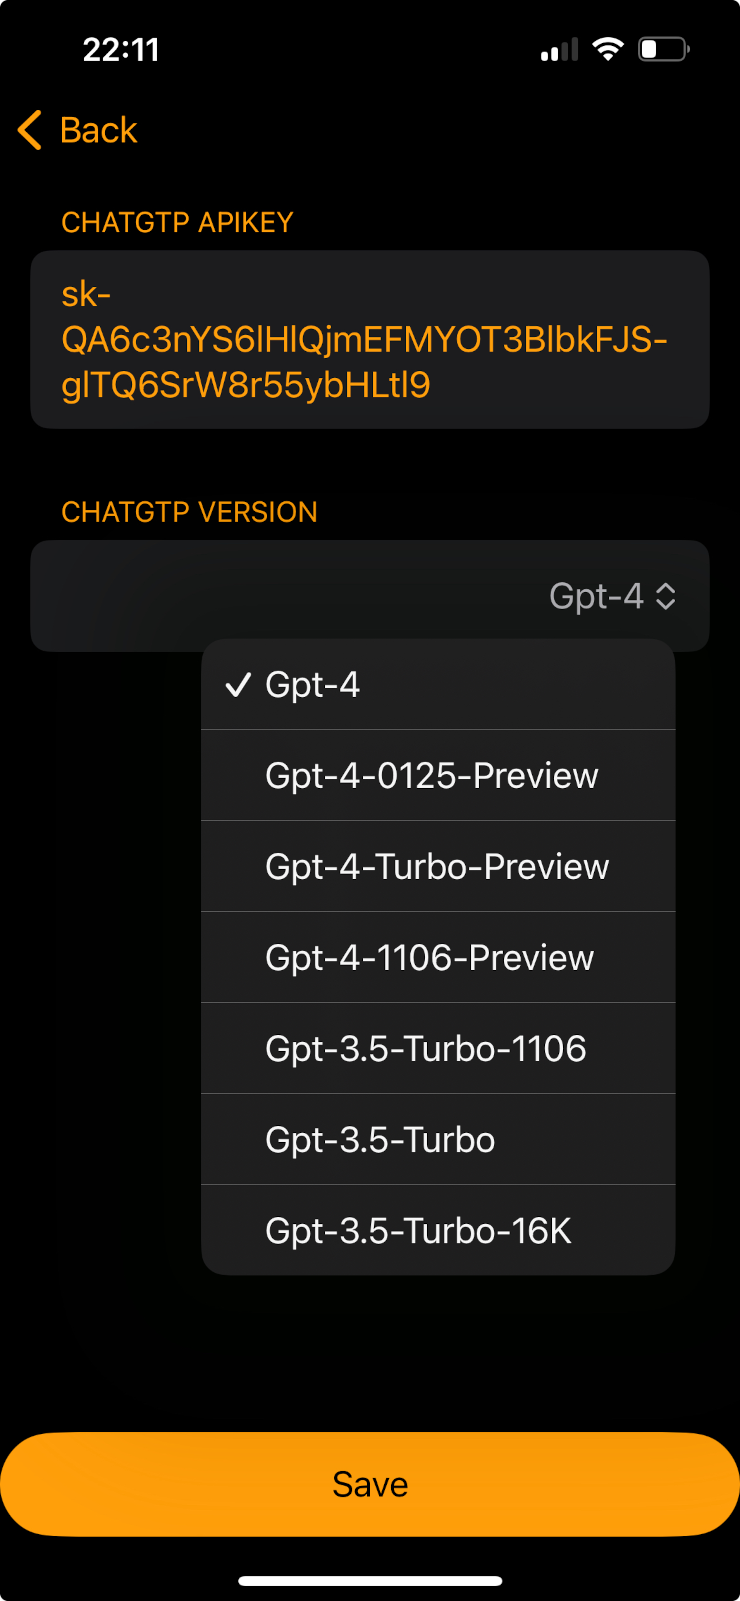 22:11
Back
CHATGTP APIKEY
sk-
CHATGTP VERSION
Gpt-4
Gpt-4
Gpt-4-0125-Preview
Gpt-4-Turbo-Preview
Gpt-4-1106-Preview
Gpt-3.5-Turbo-1106
Gpt-3.5-Turbo
Gpt-3.5-Turbo-16K
Save